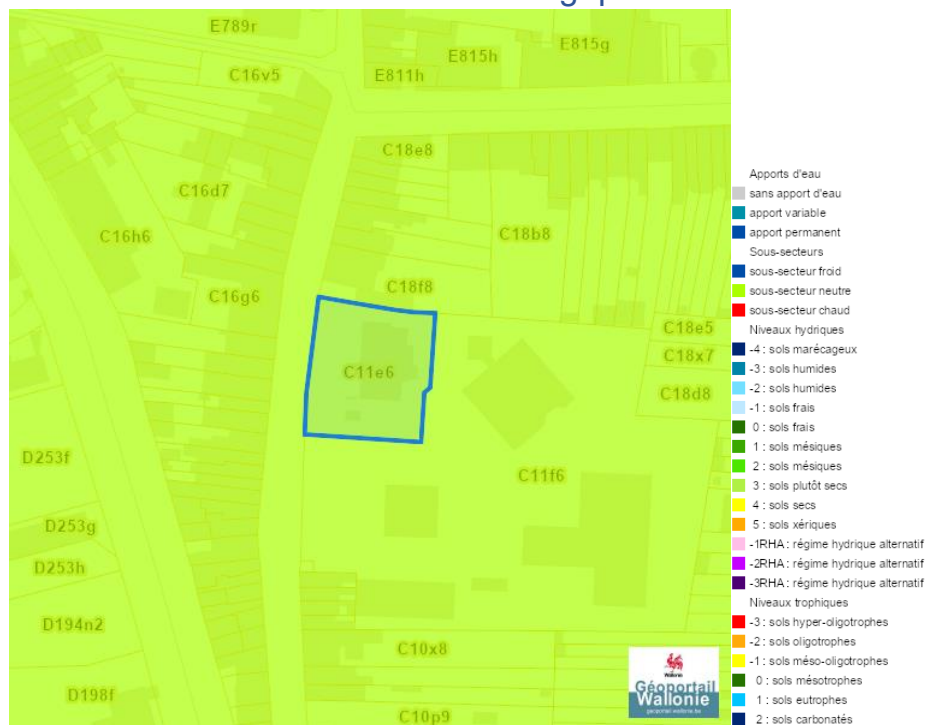 E789r
E815g
E815h
C16v5
E811h
C18e8
C16d7
C18b8
C16h6
C18f8
C16g6
C18e5
C18x7
C11e6
C18d8
D253f
C11f6
D253g
D253h
D194n2
C10x8
D198f
C10p9
Wallonie
Géoportail
Wallonie
geoportail.wallonie.be
Apports d'eau
sans apport d'eau
apport variable
apport permanent
Sous-secteurs
sous-secteur froid
sous-secteur neutre
sous-secteur chaud
Niveaux hydriques
-4 : sols marécageux
-3 : sols humides
-2 : sols humides
-1 : sols frais
0 : sols frais
1 : sols mésiques
2 : sols mésiques
3 : sols plutôt secs
4 : sols secs
5 : sols xériques
-1RHA : régime hydrique alternatif
-2RHA : régime hydrique alternatif
-3RHA : régime hydrique alternatif
Niveaux trophiques
-3 : sols hyper-oligotrophes
-2 : sols oligotrophes
-1 : sols méso-oligotrophes
0 : sols mésotrophes
1 : sols eutrophes
2 : sols carbonatés